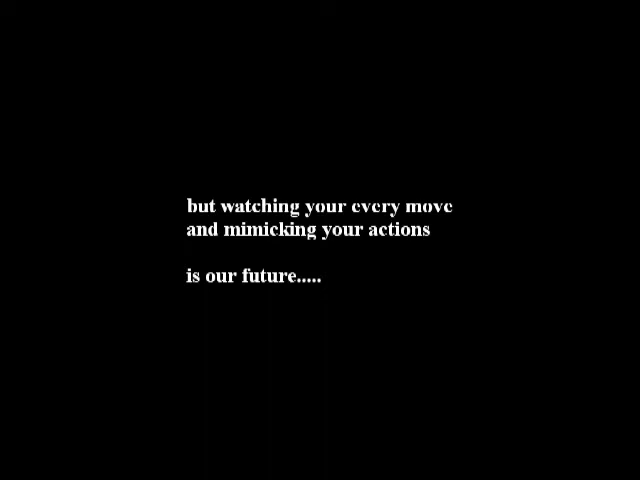 but watching your every move
and mimicking your actions
is our future.....